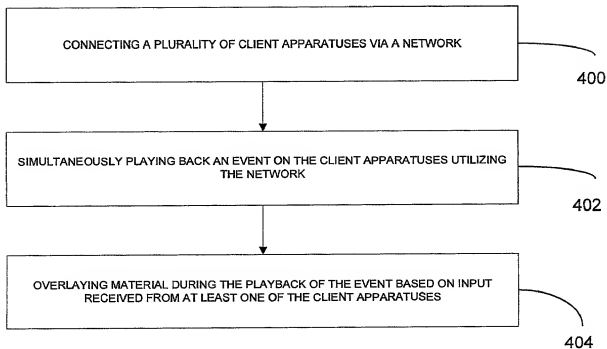 CONNECTING A PLURALITY OF CLIENT APPARATUSES VIA A NETWORK
400
SIMULTANEOUSLY PLAYING BACK AN EVENT ON THE CLIENT APPARATUSES UTILIZING
THE NETWORK
402
OVERLAYING MATERIAL DURING THE PLAYBACK OF THE EVENT BASED ON INPUT
RECEIVED FROM AT LEAST ONE OF THE CLIENT APPARATUSES
404